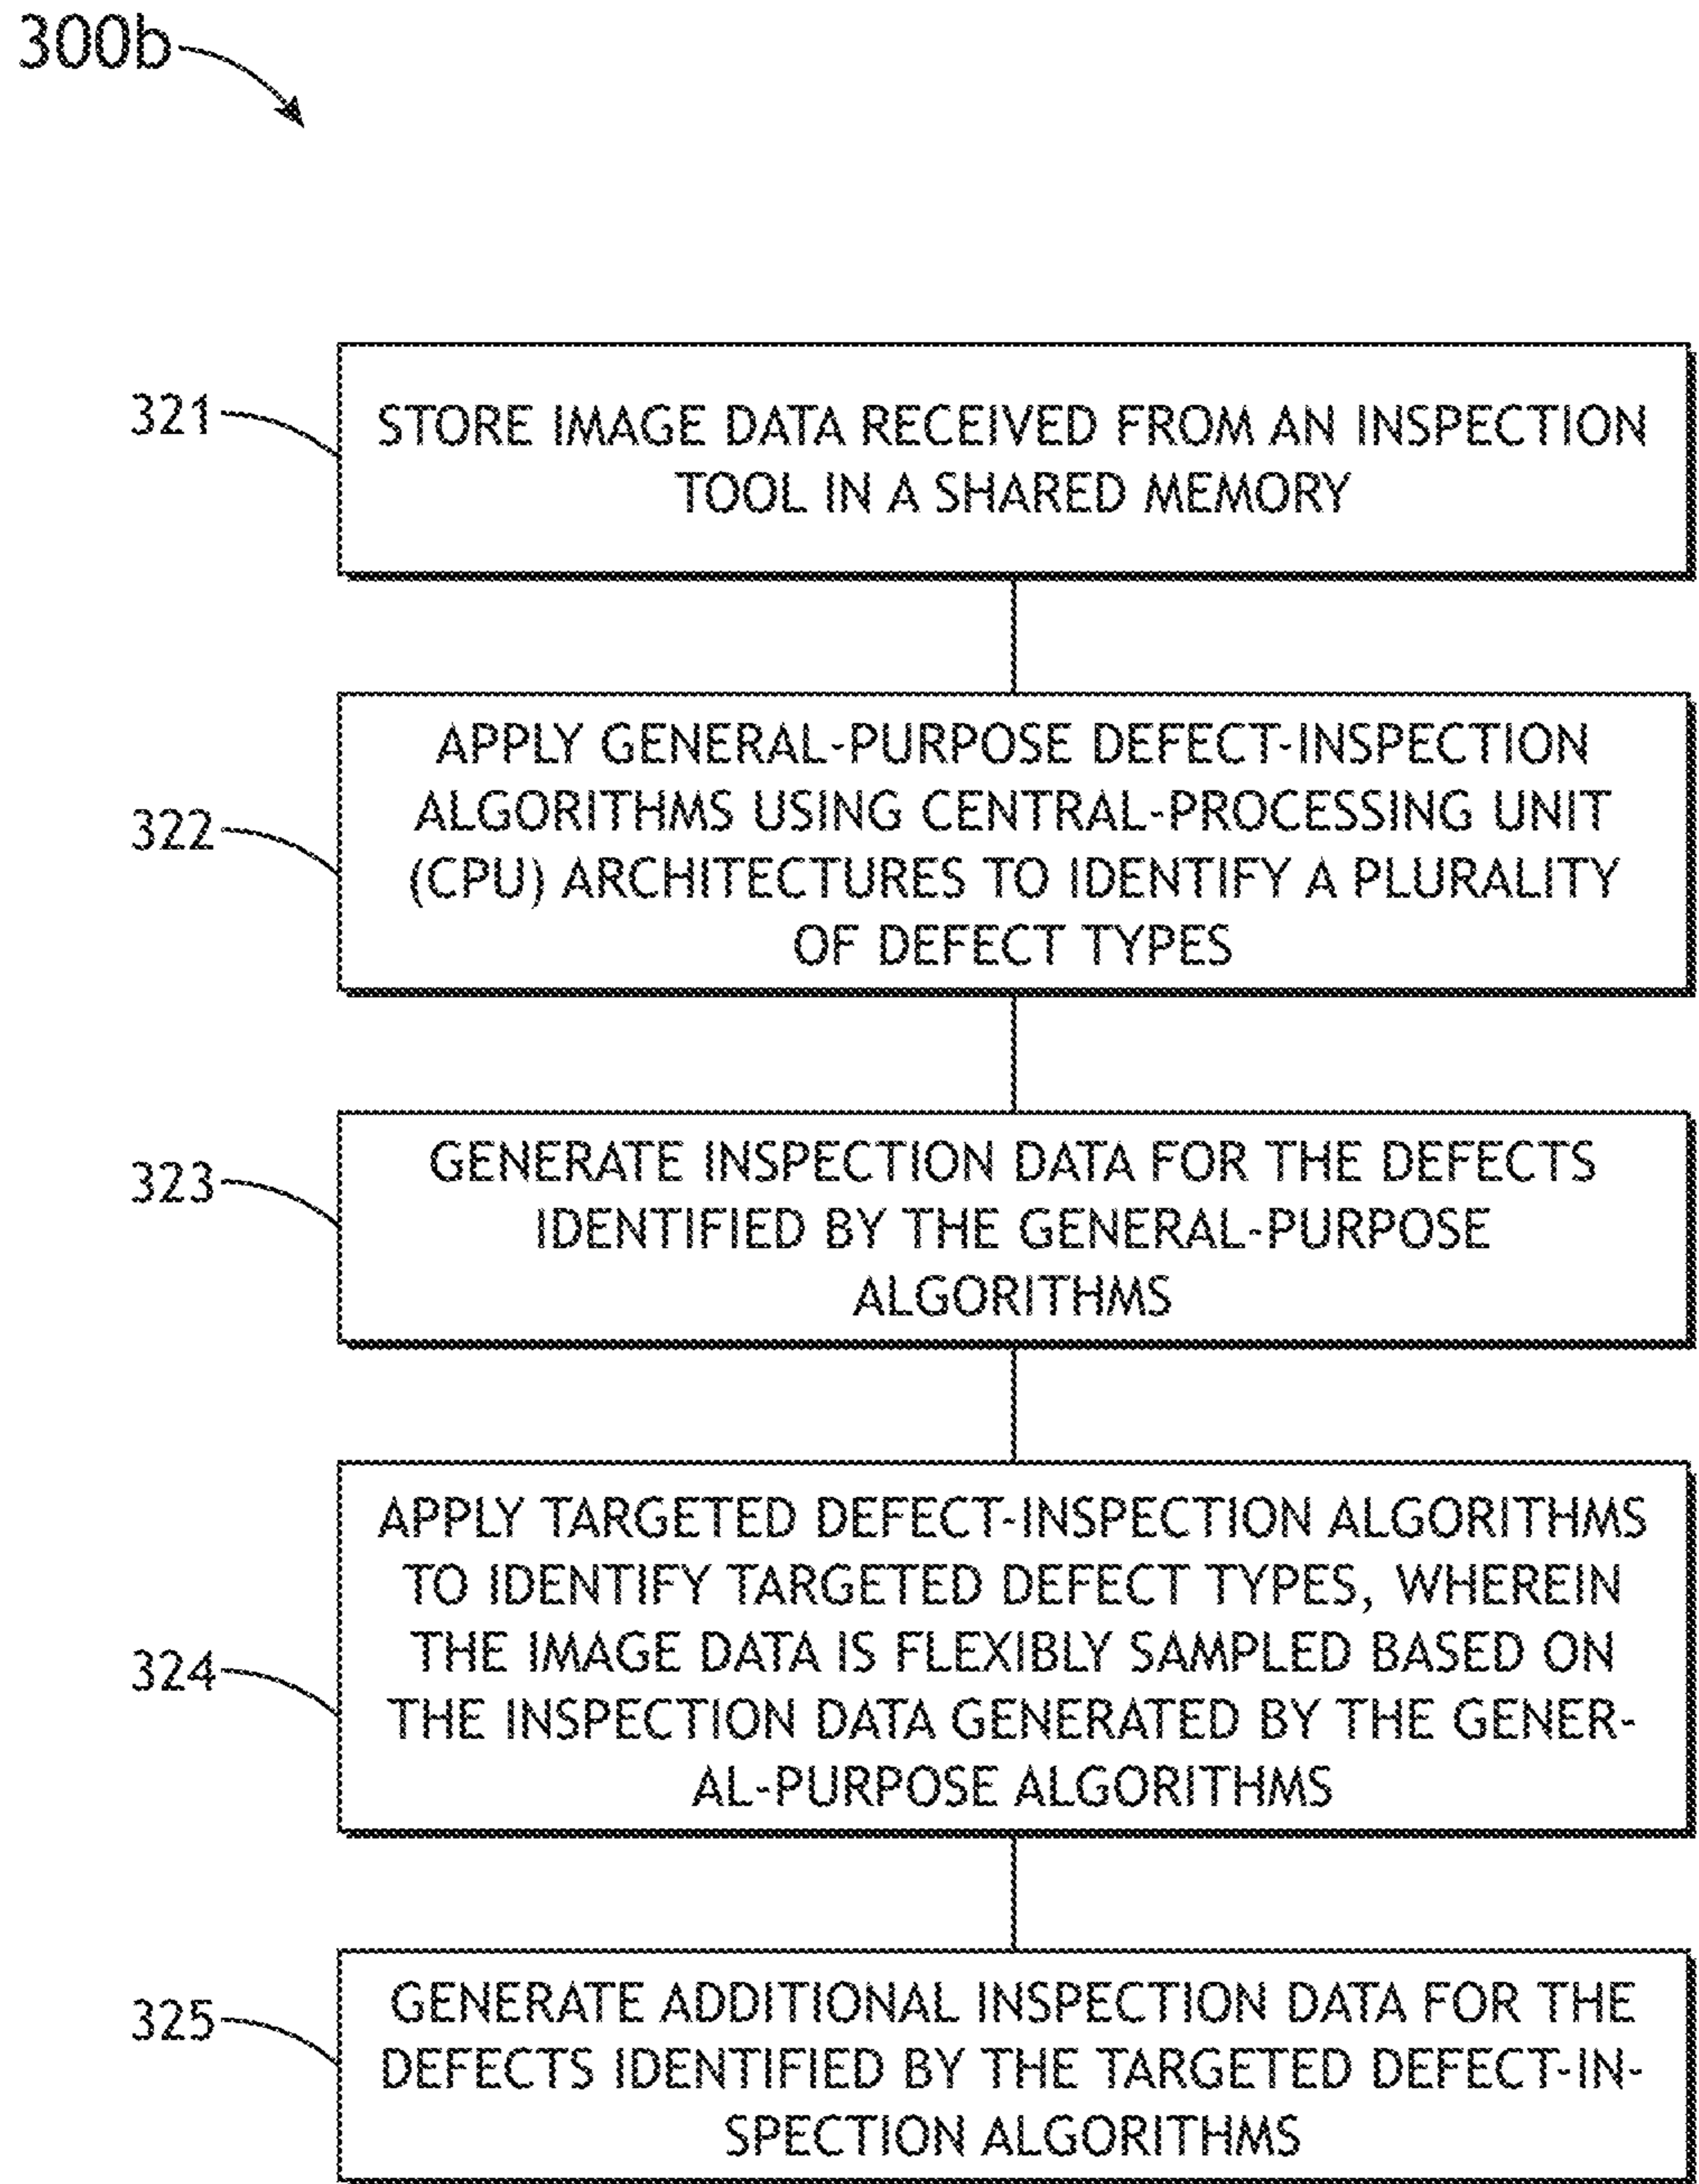 300b
321
STORE IMAGE DATA RECEIVED FROM AN INSPECTION
TOOL IN A SHARED MEMORY
322
APPLY GENERAL-PURPOSE DEFECT-INSPECTION
ALGORITHMS USING CENTRAL-PROCESSING UNIT
(CPU) ARCHITECTURES TO IDENTIFY A PLURALITY
OF DEFECT TYPES
323
GENERATE INSPECTION DATA FOR THE DEFECTS
IDENTIFIED BY THE GENERAL-PURPOSE
ALGORITHMS
324
APPLY TARGETED DEFECT-INSPECTION ALGORITHMS
TO IDENTIFY TARGETED DEFECT TYPES, WHEREIN
THE IMAGE DATA IS FLEXIBLY SAMPLED BASED ON
THE INSPECTION DATA GENERATED BY THE GENER-
AL-PURPOSE ALGORITHMS
325
GENERATE ADDITIONAL INSPECTION DATA FOR THE
DEFECTS IDENTIFIED BY THE TARGETED DEFECT-IN-
SPECTION ALGORITHMS